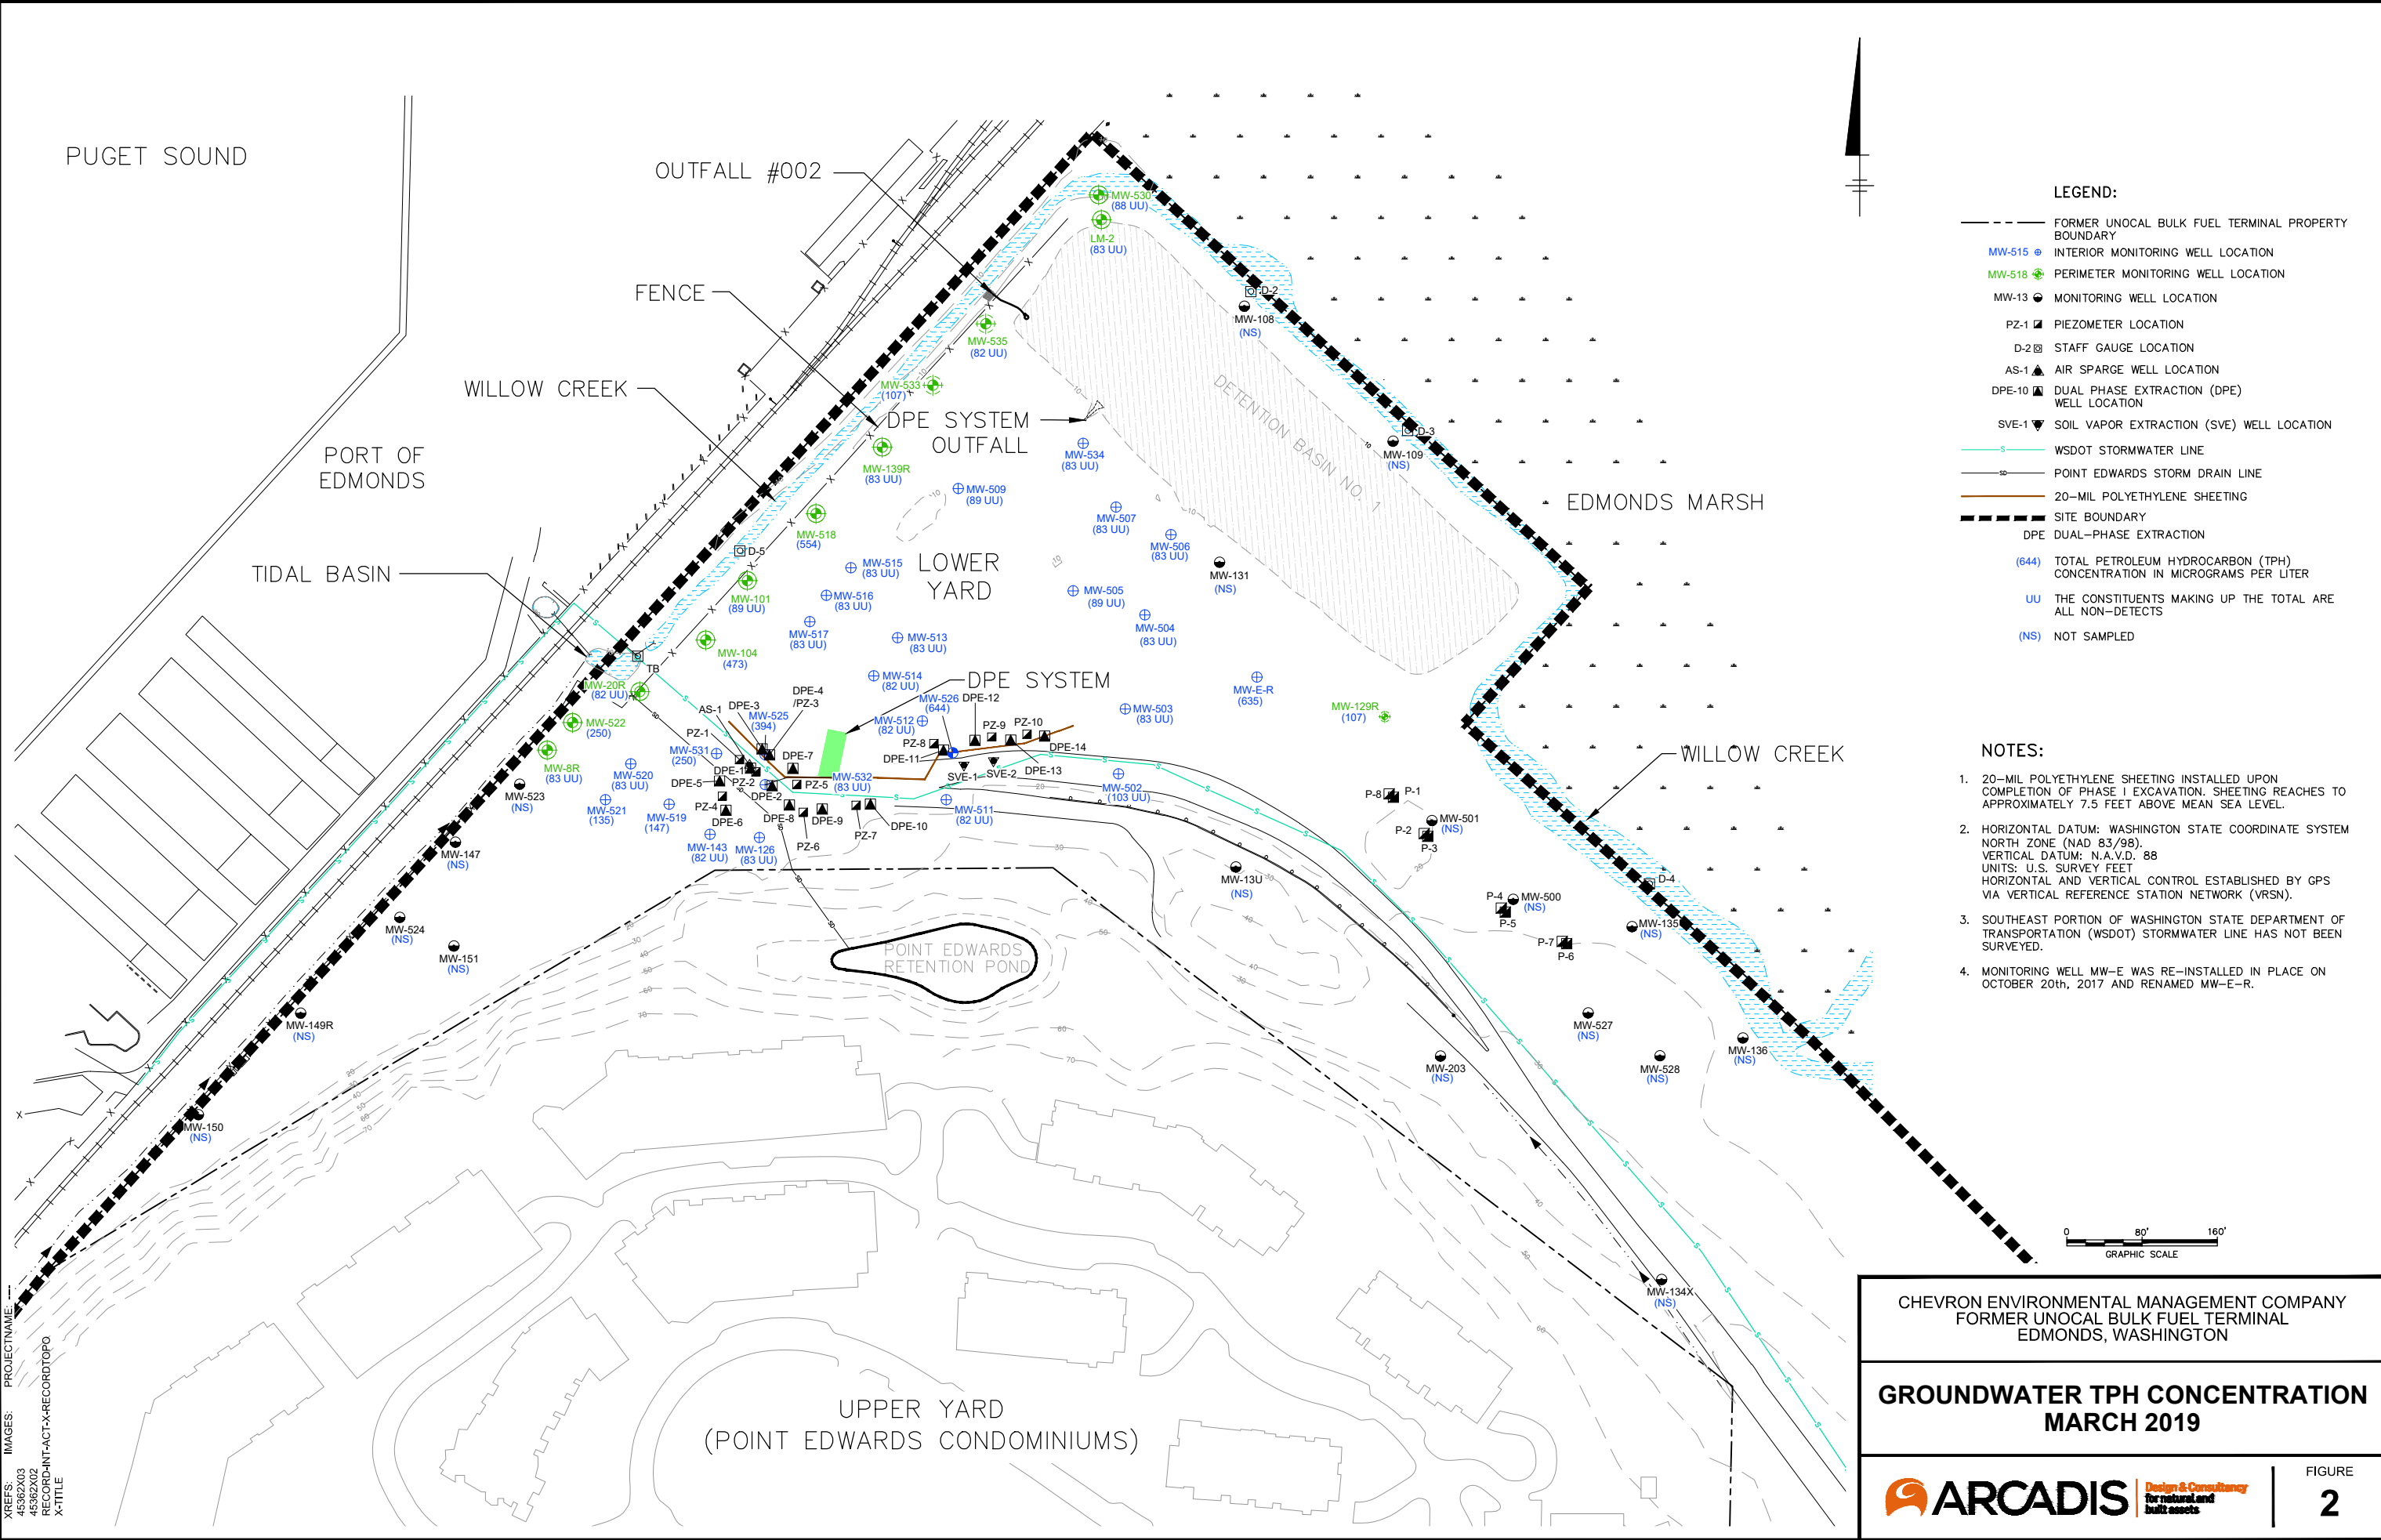 PUGET SOUND
OUTFALL #002
FENCE
WILLOW CREEK
PORT OF
EDMONDS
TIDAL BASIN
DPE SYSTEM
OUTFALL
LOWER
YARD
DPE SYSTEM
DETENTION BASIN NO. 1
EDMONDS MARSH
WILLOW CREEK
POINT EDWARDS
RETENTION POND
UPPER YARD
(POINT EDWARDS CONDOMINIUMS)
MW-530
(88 UU)
LM-2
(83 UU)
D-2
MW-108
(NS)
MW-535
(82 UU)
MW-533
(107)
D-3
MW-109
(NS)
MW-139R
(83 UU)
MW-534
(83 UU)
MW-509
(89 UU)
MW-507
(83 UU)
MW-518
(554)
MW-506
(83 UU)
D-5
MW-515
(83 UU)
MW-131
(NS)
MW-101
(89 UU)
MW-516
(83 UU)
MW-505
(89 UU)
MW-517
(83 UU)
MW-504
(83 UU)
MW-513
(83 UU)
MW-104
(473)
TB
MW-514
(82 UU)
MW-20R
(82 UU)
MW-E-R
(635)
DPE-4
/PZ-3
MW-526
(644)
DPE-12
AS-1
DPE-3
MW-525
(394)
MW-503
(83 UU)
MW-129R
(107)
MW-522
(250)
MW-512
(82 UU)
PZ-9
PZ-10
PZ-1
PZ-8
DPE-11
DPE-14
MW-531
(250)
DPE-7
MW-8R
(83 UU)
MW-520
(83 UU)
DPE-1
SVE-1
SVE-2
DPE-13
DPE-5
PZ-2
PZ-5
MW-532
(83 UU)
MW-502
(103 UU)
MW-523
(NS)
MW-521
(135)
DPE-2
P-8
P-1
PZ-4
MW-519
(147)
DPE-6
DPE-8
DPE-9
DPE-10
PZ-7
PZ-6
MW-511
(82 UU)
MW-501
(NS)
P-2
P-3
MW-143
(82 UU)
MW-126
(83 UU)
MW-147
(NS)
MW-13U
(NS)
D-4
P-4
P-5
MW-500
(NS)
MW-524
(NS)
MW-135
(NS)
MW-151
(NS)
P-7
P-6
MW-149R
(NS)
MW-527
(NS)
MW-136
(NS)
MW-203
(NS)
MW-528
(NS)
MW-150
(NS)
MW-134X
(NS)
LEGEND:
FORMER UNOCAL BULK FUEL TERMINAL PROPERTY
BOUNDARY
MW-515 INTERIOR MONITORING WELL LOCATION
MW-518 PERIMETER MONITORING WELL LOCATION
MW-13 MONITORING WELL LOCATION
PZ-1 PIEZOMETER LOCATION
D-2 STAFF GAUGE LOCATION
AS-1 AIR SPARGE WELL LOCATION
DPE-10 DUAL PHASE EXTRACTION (DPE)
WELL LOCATION
SVE-1 SOIL VAPOR EXTRACTION (SVE) WELL LOCATION
S WSDOT STORMWATER LINE
SD POINT EDWARDS STORM DRAIN LINE
20-MIL POLYETHYLENE SHEETING
SITE BOUNDARY
DPE DUAL-PHASE EXTRACTION
(644) TOTAL PETROLEUM HYDROCARBON (TPH)
CONCENTRATION IN MICROGRAMS PER LITER
UU THE CONSTITUENTS MAKING UP THE TOTAL ARE
ALL NON-DETECTS
(NS) NOT SAMPLED
NOTES:
1. 20-MIL POLYETHYLENE SHEETING INSTALLED UPON
COMPLETION OF PHASE I EXCAVATION. SHEETING REACHES TO
APPROXIMATELY 7.5 FEET ABOVE MEAN SEA LEVEL.
2. HORIZONTAL DATUM: WASHINGTON STATE COORDINATE SYSTEM
NORTH ZONE (NAD 83/98).
VERTICAL DATUM: N.A.V.D. 88
UNITS: U.S. SURVEY FEET
HORIZONTAL AND VERTICAL CONTROL ESTABLISHED BY GPS
VIA VERTICAL REFERENCE STATION NETWORK (VRSN).
3. SOUTHEAST PORTION OF WASHINGTON STATE DEPARTMENT OF
TRANSPORTATION (WSDOT) STORMWATER LINE HAS NOT BEEN
SURVEYED.
4. MONITORING WELL MW-E WAS RE-INSTALLED IN PLACE ON
OCTOBER 20th, 2017 AND RENAMED MW-E-R.
0 80' 160'
GRAPHIC SCALE
CHEVRON ENVIRONMENTAL MANAGEMENT COMPANY
FORMER UNOCAL BULK FUEL TERMINAL
EDMONDS, WASHINGTON
GROUNDWATER TPH CONCENTRATION
MARCH 2019
ARCADIS
Design & Consultancy
for natural and
built assets
FIGURE
2
XREFS: IMAGES: PROJECTNAME: ----
45362X03
45362X02
RECORD-INT-ACT-X-RECORDTOPO
X-TITLE